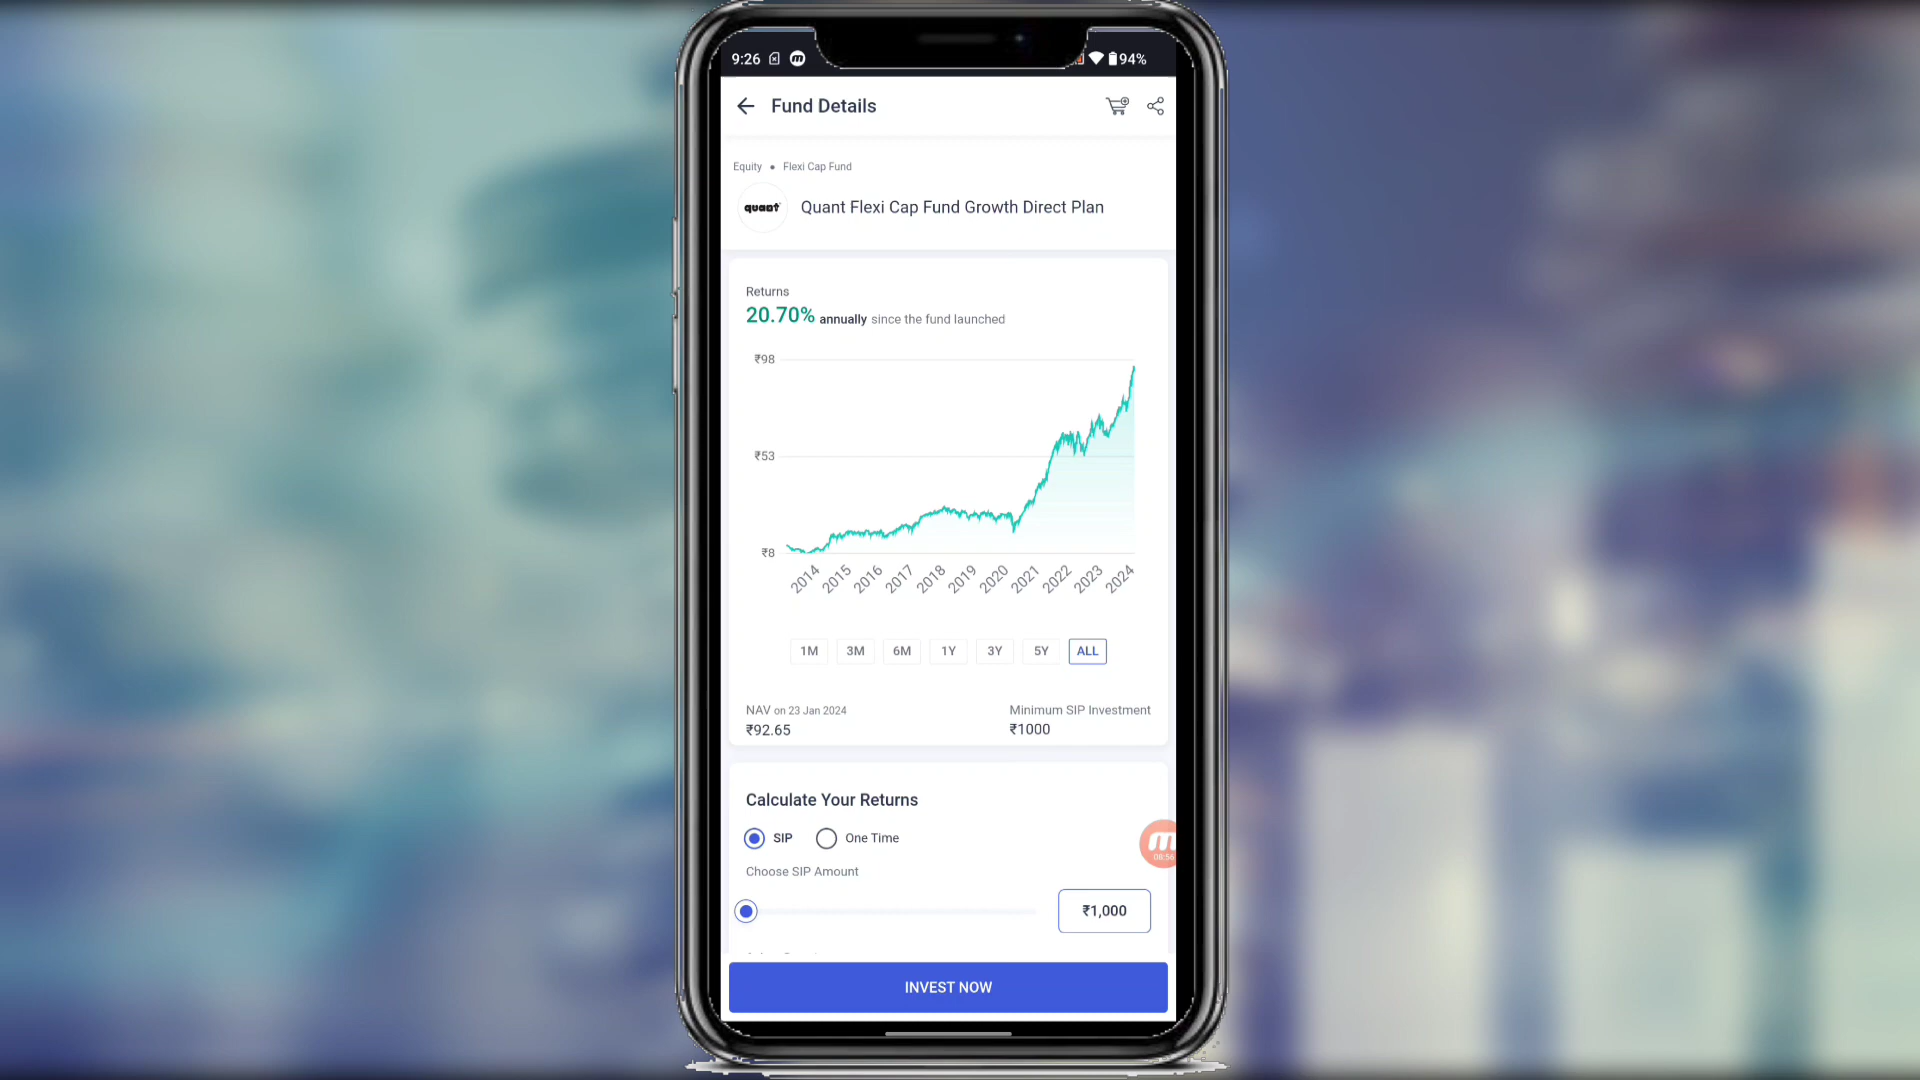 9:26
94%
Fund Details
Equity • Flexi Cap Fund
quant
Quant Flexi Cap Fund Growth Direct Plan
Returns
20.70% annually since the fund launched
₹98
₹53
₹8
2014 2015 2016 2017 2018 2019 2020 2021 2022 2023 2024
1M 3M 6M 1Y 3Y 5Y ALL
NAV on 23 Jan 2024
₹92.65
Minimum SIP Investment
₹1000
Calculate Your Returns
SIP One Time
08:56
Choose SIP Amount
₹1,000
INVEST NOW